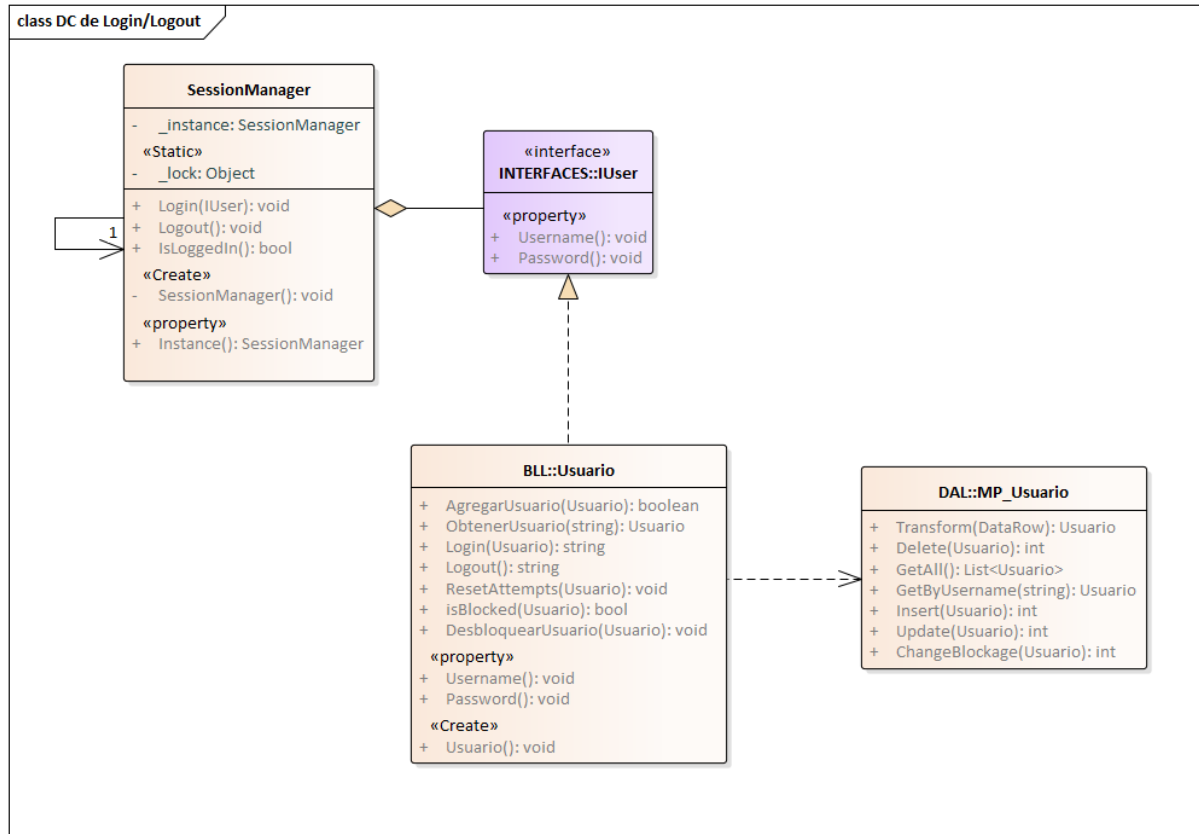 class DC de Login/Logout
SessionManager
- _instance: SessionManager
«Static»
- _lock: Object
+ Login(IUser): void
+ Logout(): void
+ IsLoggedIn(): bool
«Create»
- SessionManager(): void
«property»
+ Instance(): SessionManager
1
«interface»
INTERFACES::IUser
«property»
+ Username(): void
+ Password(): void
BLL::Usuario
+ AgregarUsuario(Usuario): boolean
+ ObtenerUsuario(string): Usuario
+ Login(Usuario): string
+ Logout(): string
+ ResetAttempts(Usuario): void
+ isBlocked(Usuario): bool
+ DesbloquearUsuario(Usuario): void
«property»
+ Username(): void
+ Password(): void
«Create»
+ Usuario(): void
DAL::MP_Usuario
+ Transform(DataRow): Usuario
+ Delete(Usuario): int
+ GetAll(): List<Usuario>
+ GetByUsername(string): Usuario
+ Insert(Usuario): int
+ Update(Usuario): int
+ ChangeBlockage(Usuario): int